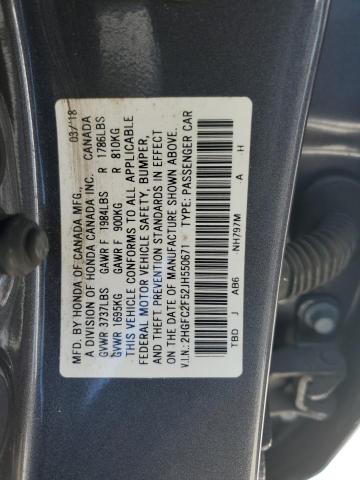 MFD. BY HONDA OF CANADA MFG., 03/18
A DIVISION OF HONDA CANADA INC. CANADA
GVWR 3737LBS GAWR F 1984LBS R 1786LBS
GVWR 1695KG GAWR F 900KG R 810KG
THIS VEHICLE CONFORMS TO ALL APPLICABLE
FEDERAL MOTOR VEHICLE SAFETY, BUMPER,
AND THEFT PREVENTION STANDARDS IN EFFECT
ON THE DATE OF MANUFACTURE SHOWN ABOVE.
V.I.N.: 2HGFC2F52JH550671 TYPE: PASSENGER CAR
TBD J AB6 NH797M A H